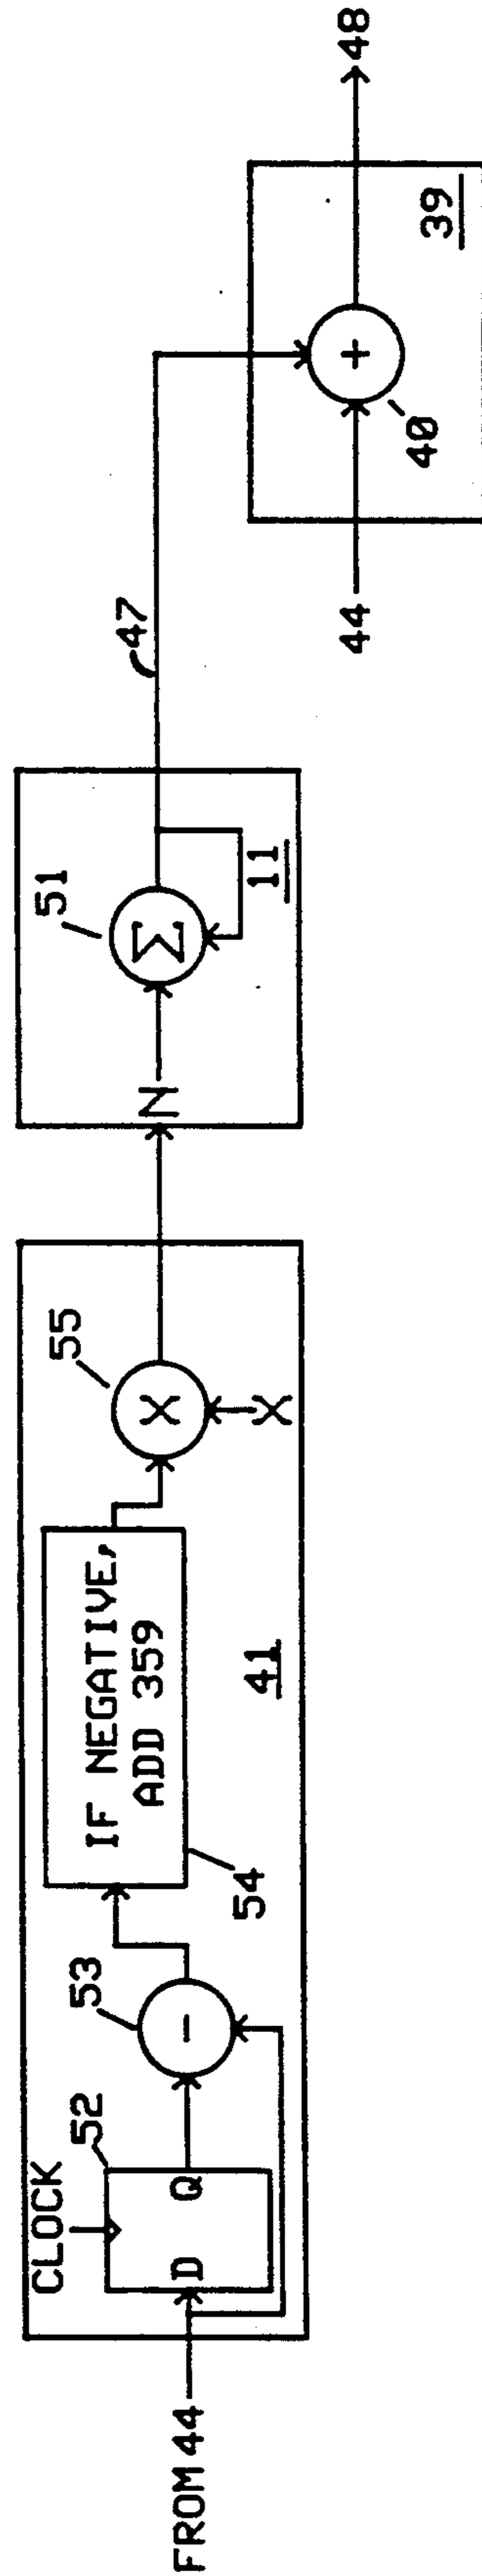 FROM 44
CLOCK
D Q
52
53
-
IF NEGATIVE,
ADD 359
54
55
X
X
41
N
51
Σ
11
47
44
+
40
39
48